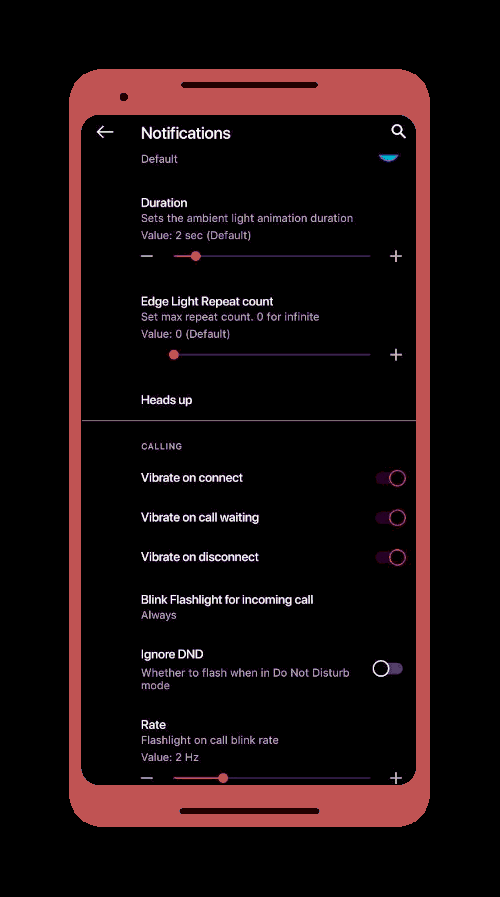 Notifications
Default
Duration
Sets the ambient light animation duration
Value: 2 sec (Default)
Edge Light Repeat count
Set max repeat count. 0 for infinite
Value: 0 (Default)
Heads up
CALLING
Vibrate on connect
Vibrate on call waiting
Vibrate on disconnect
Blink Flashlight for incoming call
Always
Ignore DND
Whether to flash when in Do Not Disturb
mode
Rate
Flashlight on call blink rate
Value: 2 Hz